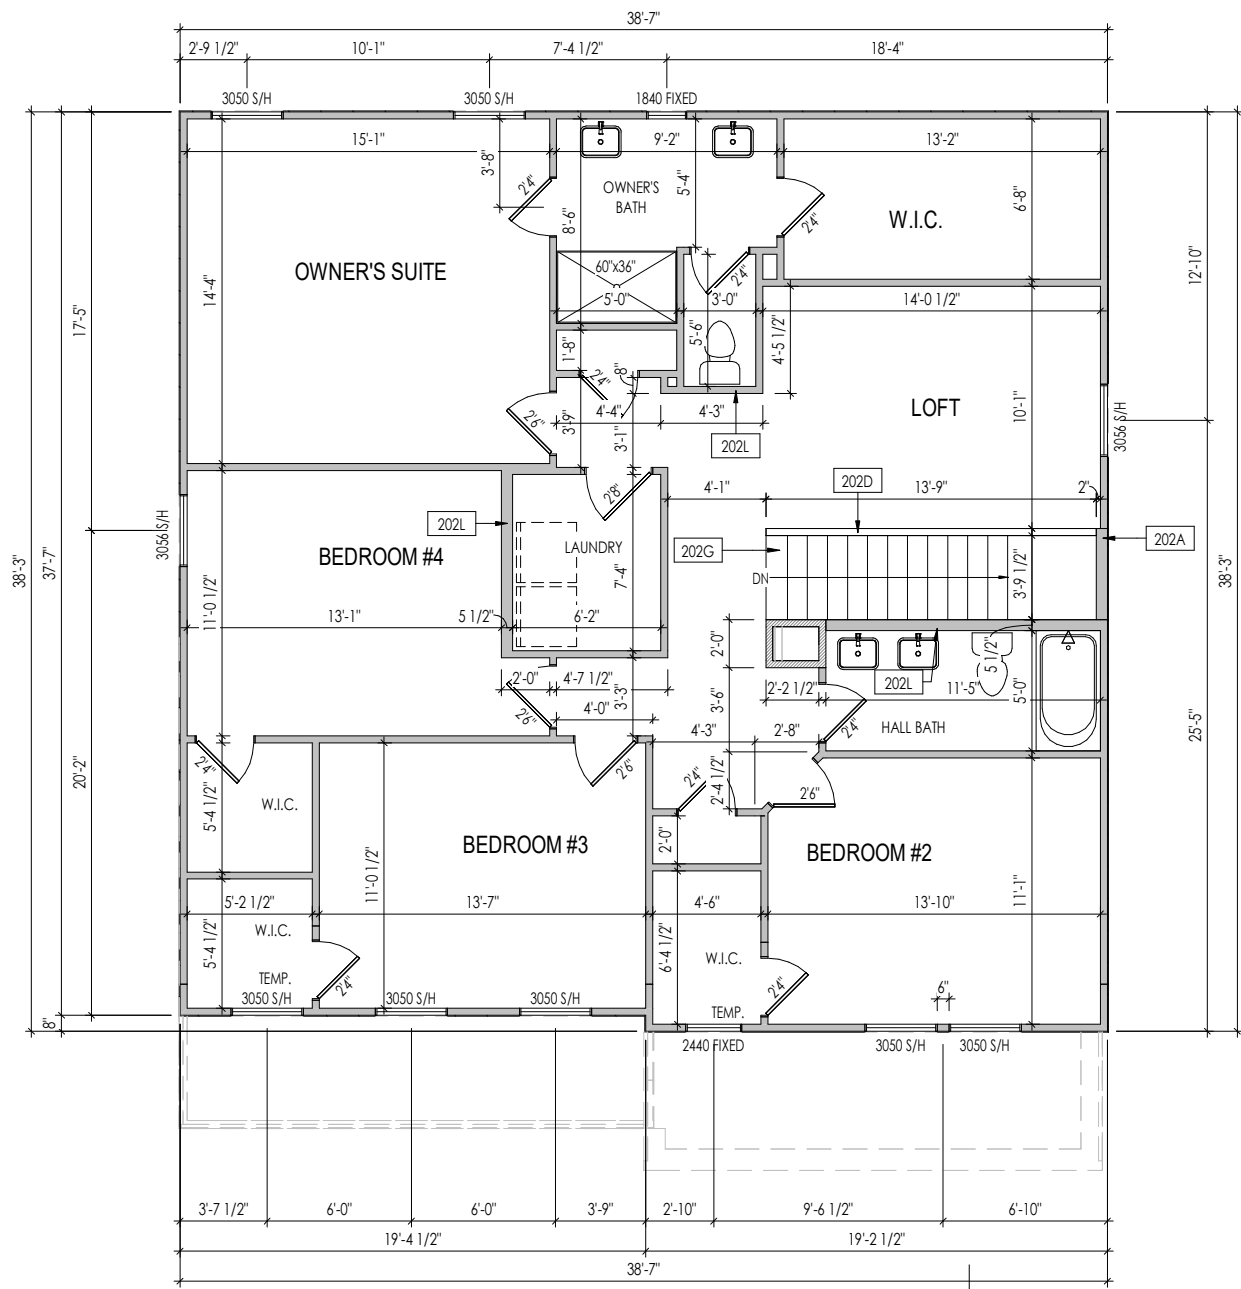 38'-7"
2'-9 1/2"
10'-1"
7'-4 1/2"
18'-4"
3050 S/H
3050 S/H
1840 FIXED
15'-1"
9'-2"
13'-2"
3'-8"
2'4"
OWNER'S
BATH
5'-4"
8'-6"
2'4"
W.I.C.
6'-8"
12'-10"
OWNER'S SUITE
14'-4"
60"x36"
5'-0"
2'4"
3'-0"
14'-0 1/2"
17'-5"
5'-6"
4'-5 1/2"
1'-8"
2'4"
8"
LOFT
10'-1"
3056 S/H
2'6"
3'-9"
4'-4"
4'-3"
3'-1"
202L
2'8"
4'-1"
202D
13'-9"
2"
3056 S/H
202L
LAUNDRY
202G
202A
BEDROOM #4
38'-3"
37'-7"
7'-4"
DN
3'-9 1/2"
38'-3"
11'-0 1/2"
13'-1"
5 1/2"
6'-2"
2'-0"
5 1/2"
2'-0"
4'-7 1/2"
3'-3"
2'-2 1/2"
202L
11'-5"
5'-0"
2'6"
4'-0"
3'-6"
4'-3"
2'-8"
2'4"
HALL BATH
25'-5"
20'-2"
2'4"
2'6"
2'4"
2'-4 1/2"
2'6"
5'-4 1/2"
W.I.C.
2'-0"
BEDROOM #3
BEDROOM #2
11'-0 1/2"
11'-1"
5'-2 1/2"
13'-7"
4'-6"
13'-10"
5'-4 1/2"
W.I.C.
6'-4 1/2"
W.I.C.
TEMP.
2'4"
2'4"
6"
3050 S/H
3050 S/H
3050 S/H
TEMP.
8"
2440 FIXED
3050 S/H
3050 S/H
3'-7 1/2"
6'-0"
6'-0"
3'-9"
2'-10"
9'-6 1/2"
6'-10"
19'-4 1/2"
19'-2 1/2"
38'-7"